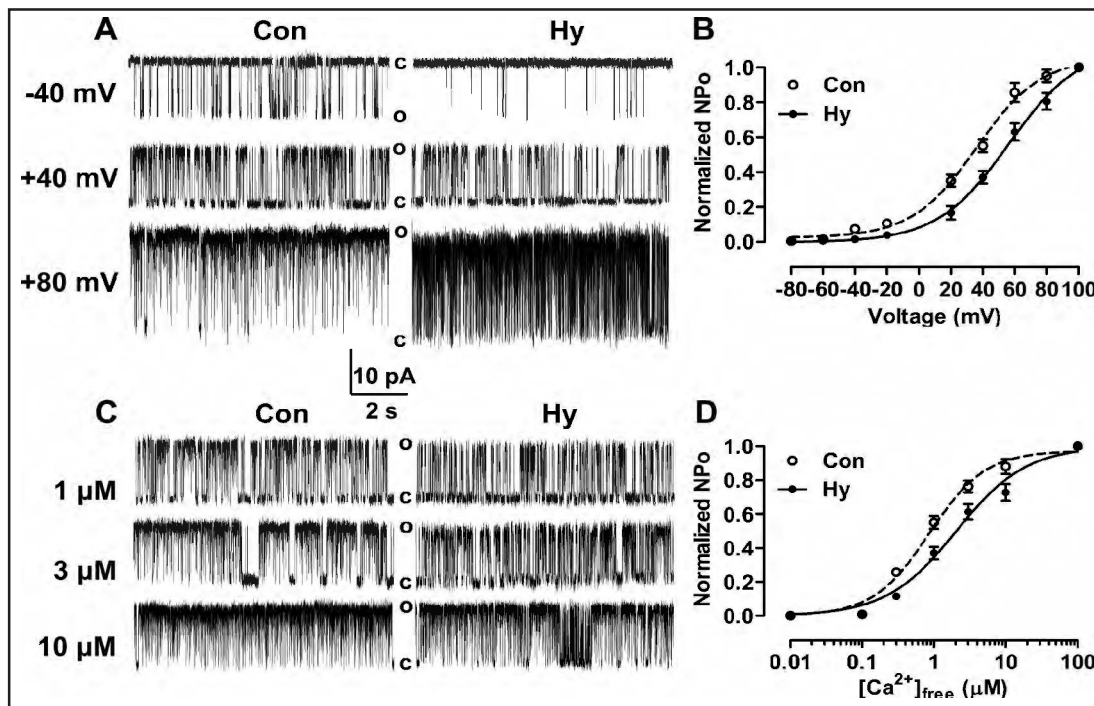 A
Con
Hy
-40 mV
c
o
+40 mV
o
c
+80 mV
o
c
10 pA
2 s
B
Normalized NPo
1.0
0.8
0.6
0.4
0.2
0.0
Con
Hy
-80 -60 -40 -20 0 20 40 60 80 100
Voltage (mV)
C
Con
Hy
1 μM
o
c
3 μM
o
c
10 μM
o
c
D
Normalized NPo
1.0
0.8
0.6
0.4
0.2
0.0
Con
Hy
0.01 0.1 1 10 100
[Ca2+]free (μM)